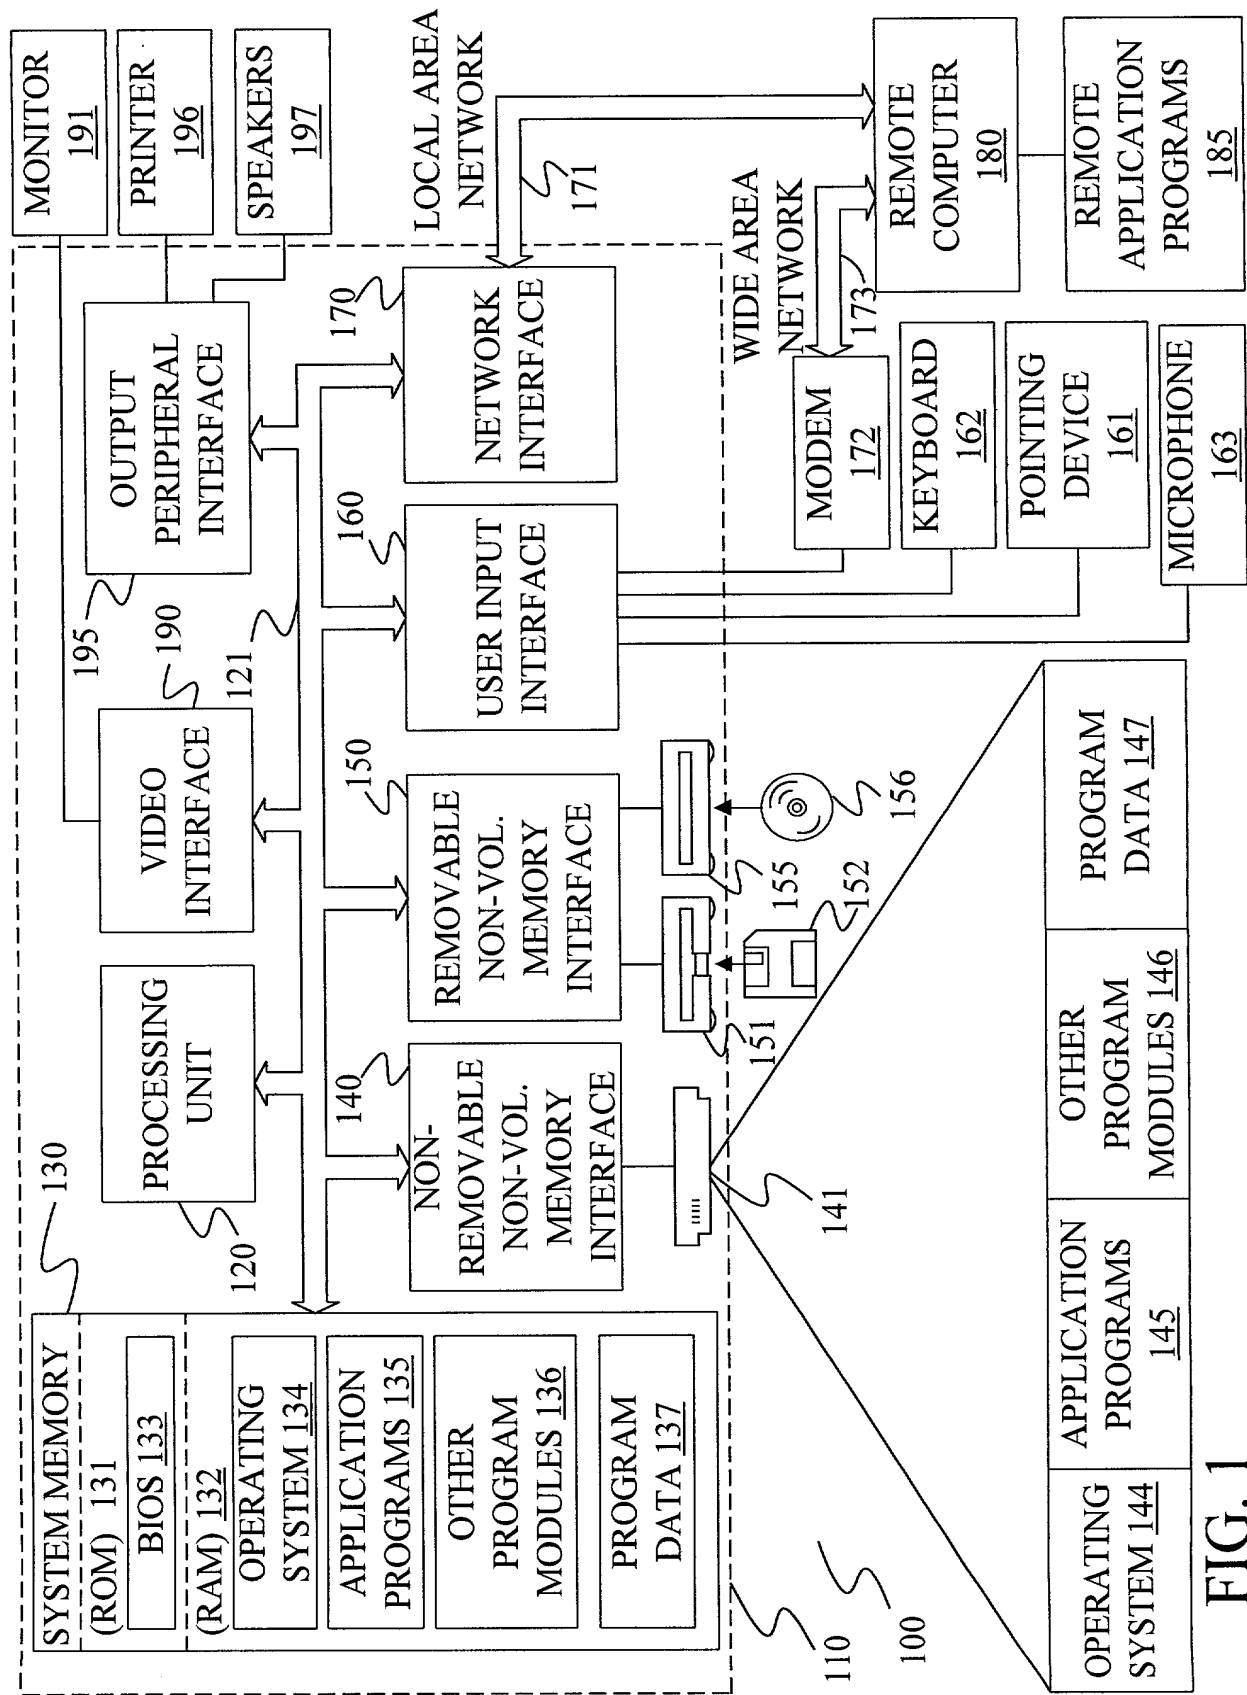 SYSTEM MEMORY
130
(ROM) 131
BIOS 133
(RAM) 132
OPERATING
SYSTEM 134
APPLICATION
PROGRAMS 135
OTHER
PROGRAM
MODULES 136
PROGRAM
DATA 137
PROCESSING
UNIT
120
VIDEO
INTERFACE
190
121
OUTPUT
PERIPHERAL
INTERFACE
195
MONITOR
191
PRINTER
196
SPEAKERS
197
140
NON-
REMOVABLE
NON-VOL.
MEMORY
INTERFACE
150
REMOVABLE
NON-VOL.
MEMORY
INTERFACE
160
USER INPUT
INTERFACE
170
NETWORK
INTERFACE
LOCAL AREA
NETWORK
171
WIDE AREA
NETWORK
173
141
151
152
155
156
MODEM
172
KEYBOARD
162
POINTING
DEVICE
161
MICROPHONE
163
REMOTE
COMPUTER
180
REMOTE
APPLICATION
PROGRAMS
185
110
100
OPERATING
SYSTEM 144
APPLICATION
PROGRAMS
145
OTHER
PROGRAM
MODULES 146
PROGRAM
DATA 147
FIG. 1